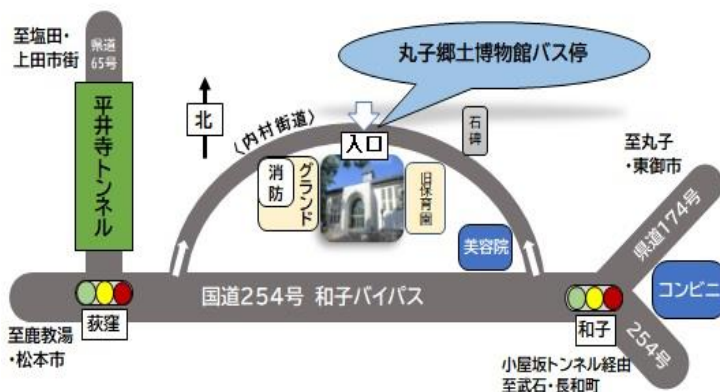 至塩田・
上田市街
県道
65号
平井寺トンネル
北
〈内村街道〉
丸子郷土博物館バス停
入口
石碑
消防
グランド
旧保育園
美容院
至丸子
・東御市
県道174号
コンビニ
国道254号 和子バイパス
荻窪
和子
254号
至鹿教湯
・松本市
小屋坂トンネル経由
至武石・長和町